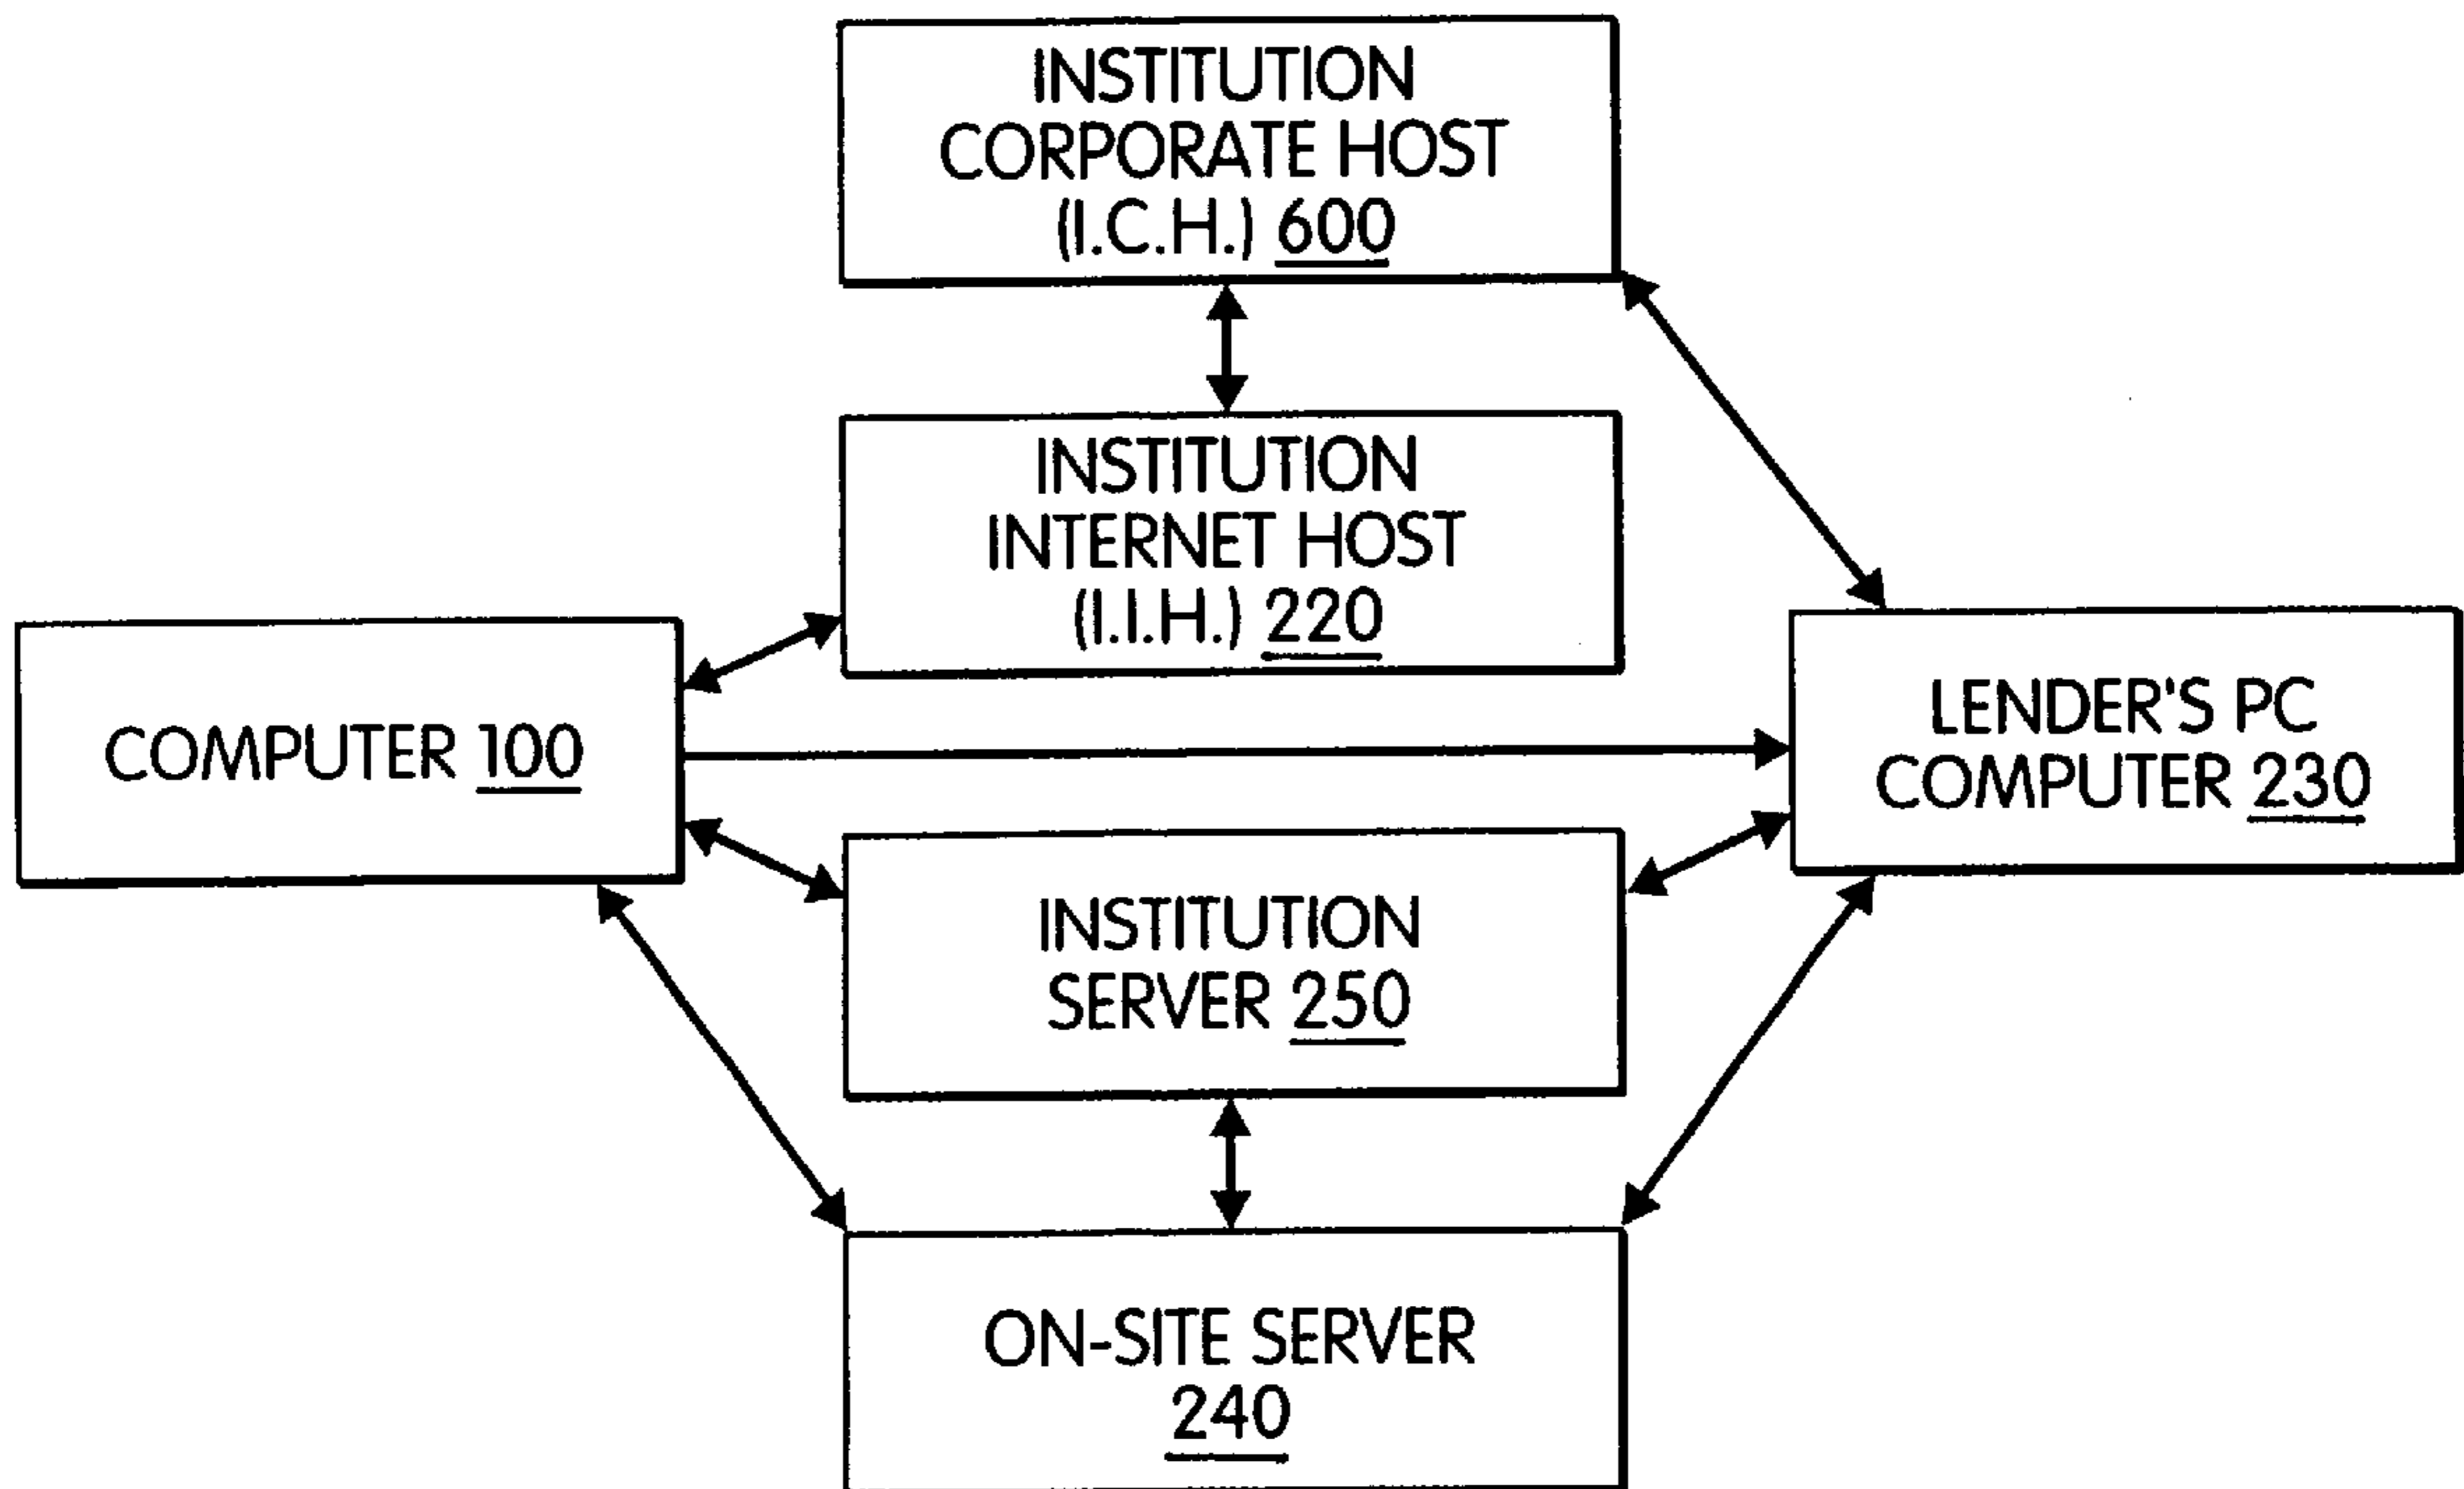 INSTITUTION
CORPORATE HOST
(I.C.H.) 600
INSTITUTION
INTERNET HOST
(I.I.H.) 220
COMPUTER 100
LENDER'S PC
COMPUTER 230
INSTITUTION
SERVER 250
ON-SITE SERVER
240